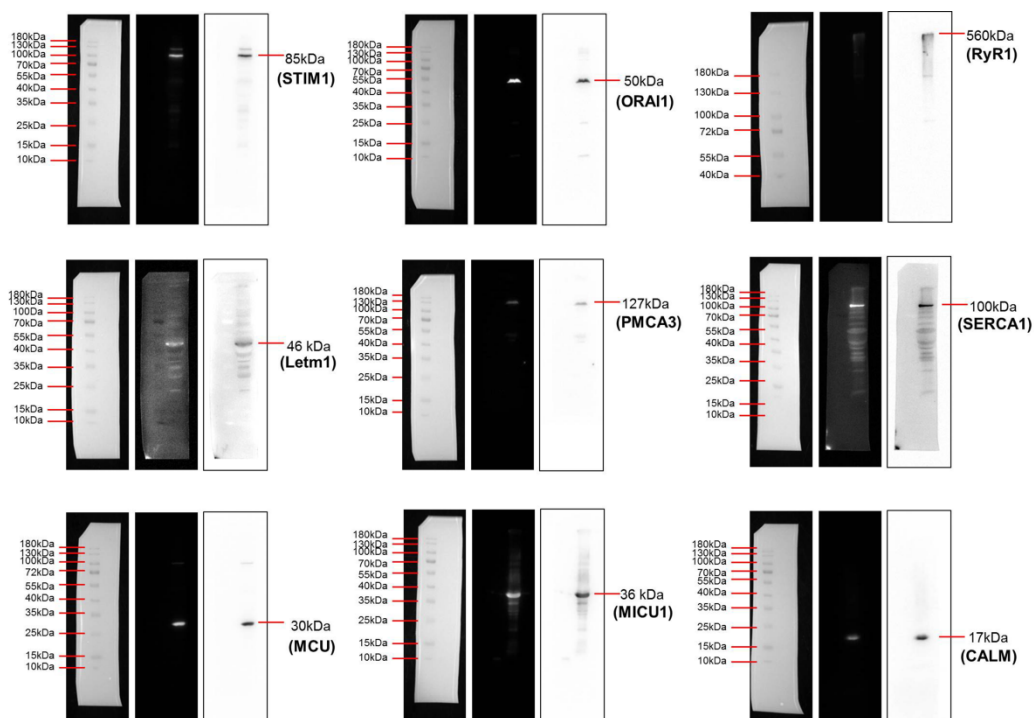 180kDa
130kDa
100kDa
70kDa
55kDa
40kDa
35kDa
25kDa
15kDa
10kDa
85kDa
(STIM1)
180kDa
130kDa
100kDa
70kDa
55kDa
40kDa
35kDa
25kDa
15kDa
10kDa
50kDa
(ORAI1)
180kDa
130kDa
100kDa
72kDa
55kDa
40kDa
560kDa
(RyR1)
180kDa
130kDa
100kDa
70kDa
55kDa
40kDa
35kDa
25kDa
15kDa
10kDa
46 kDa
(Letm1)
180kDa
130kDa
100kDa
70kDa
55kDa
40kDa
35kDa
25kDa
15kDa
10kDa
127kDa
(PMCA3)
180kDa
130kDa
100kDa
70kDa
55kDa
40kDa
35kDa
25kDa
15kDa
10kDa
100kDa
(SERCA1)
180kDa
130kDa
100kDa
72kDa
55kDa
40kDa
35kDa
25kDa
15kDa
10kDa
30kDa
(MCU)
180kDa
130kDa
100kDa
70kDa
55kDa
40kDa
35kDa
25kDa
15kDa
10kDa
36 kDa
(MICU1)
180kDa
130kDa
100kDa
70kDa
55kDa
40kDa
35kDa
25kDa
15kDa
10kDa
17kDa
(CALM)